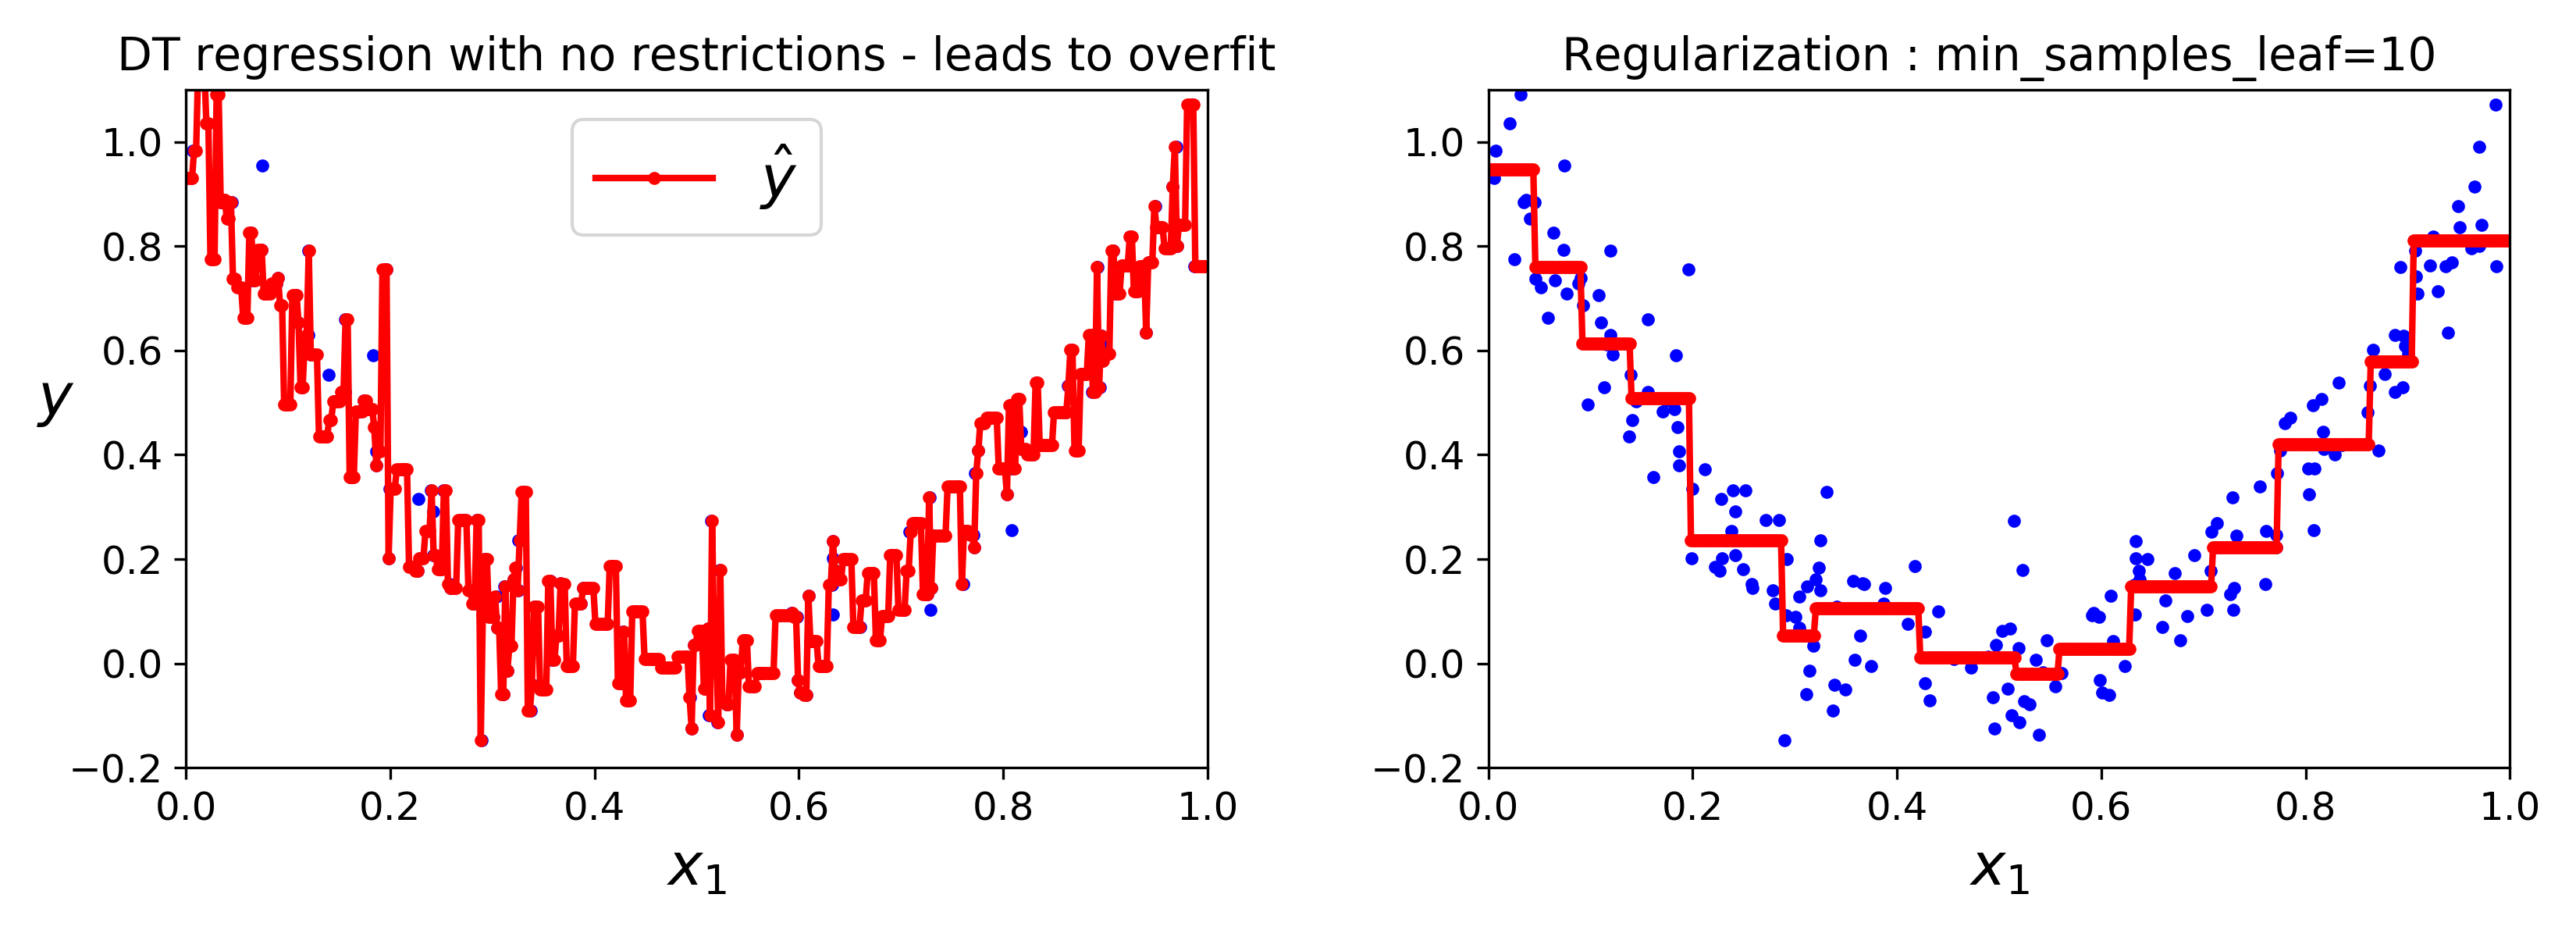 DT regression with no restrictions - leads to overfit
ŷ
y
1.0
0.8
0.6
0.4
0.2
0.0
−0.2
0.0 0.2 0.4 0.6 0.8 1.0
x₁
Regularization : min_samples_leaf=10
1.0
0.8
0.6
0.4
0.2
0.0
−0.2
0.0 0.2 0.4 0.6 0.8 1.0
x₁